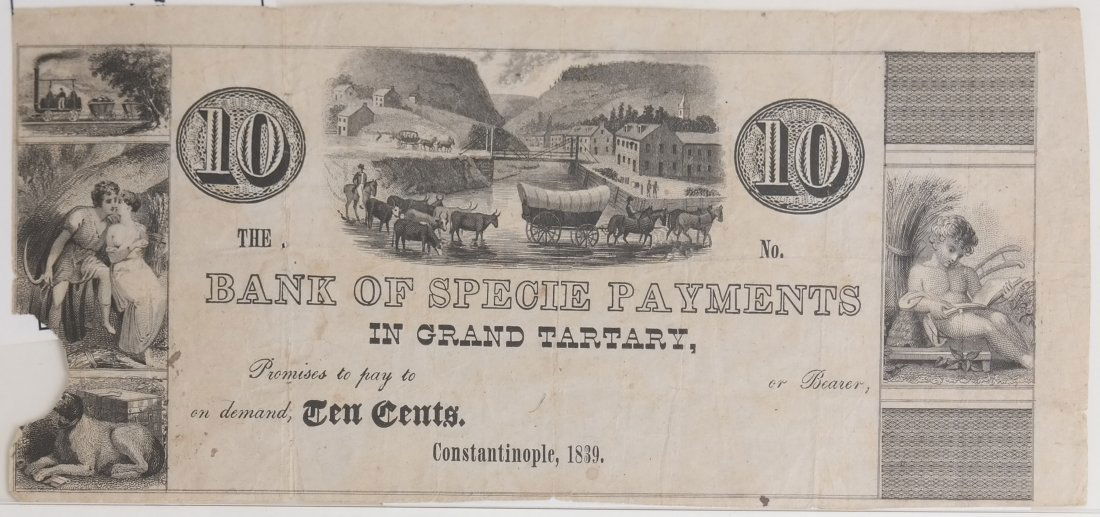 10 10
THE No.
BANK OF SPECIE PAYMENTS
IN GRAND TARTARY,
Promises to pay to or Bearer,
on demand, Ten Cents.
Constantinople, 1839.